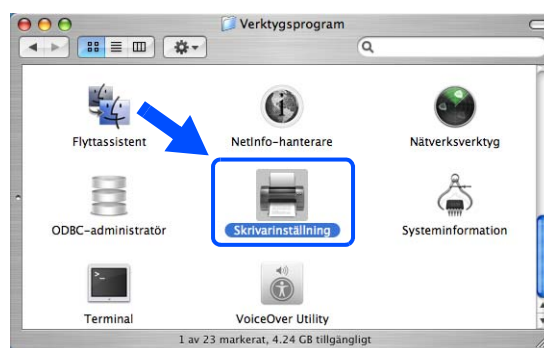 Verktygsprogram
Flyttassistent
NetInfo-hanterare
Nätverksverktyg
ODBC-administratör
Skrivarinställning
Systeminformation
Terminal
VoiceOver Utility
1 av 23 markerat, 4.24 GB tillgängligt